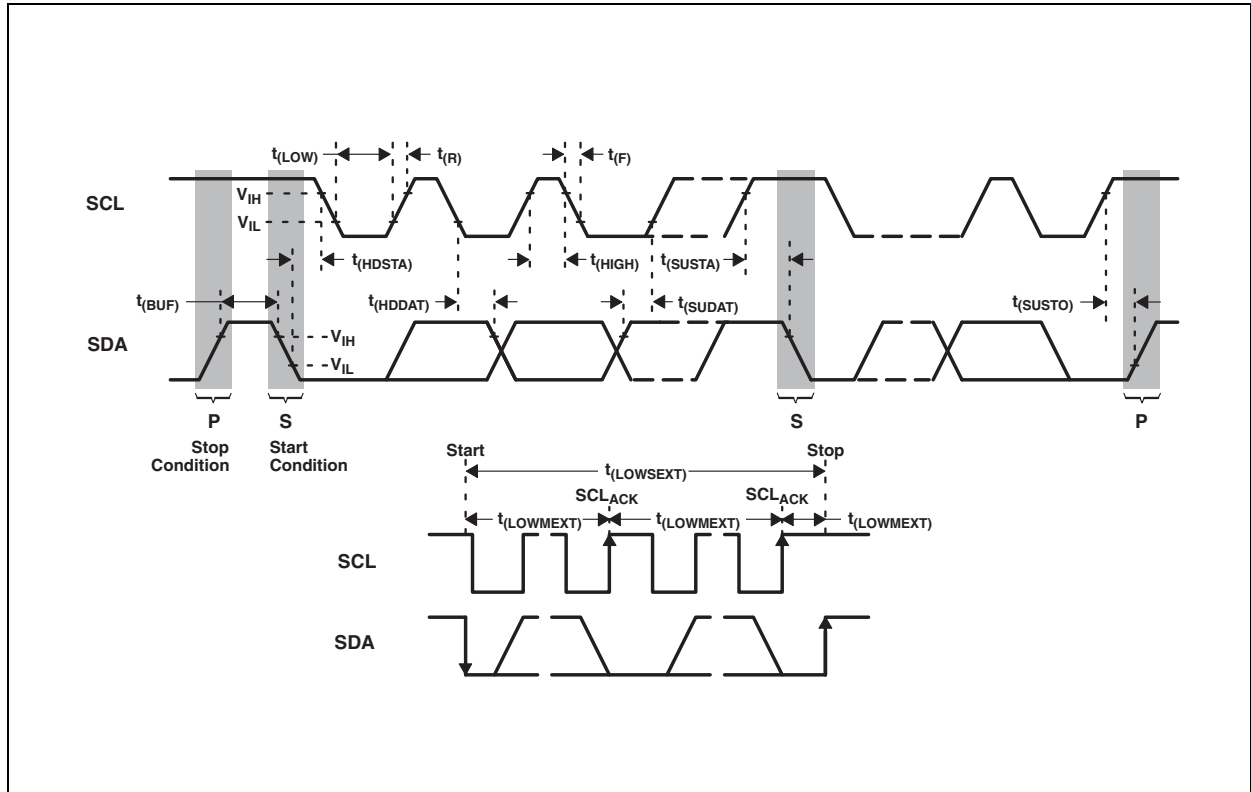 t(LOW)
t(R)
t(F)
SCL
VIH
VIL
t(HDSTA)
t(HIGH)
t(SUSTA)
t(BUF)
t(HDDAT)
t(SUDAT)
t(SUSTO)
SDA
VIH
VIL
P
S
S
P
Stop
Condition
Start
Condition
Start
Stop
t(LOWSEXT)
SCLACK
SCLACK
t(LOWMEXT)
t(LOWMEXT)
t(LOWMEXT)
SCL
SDA